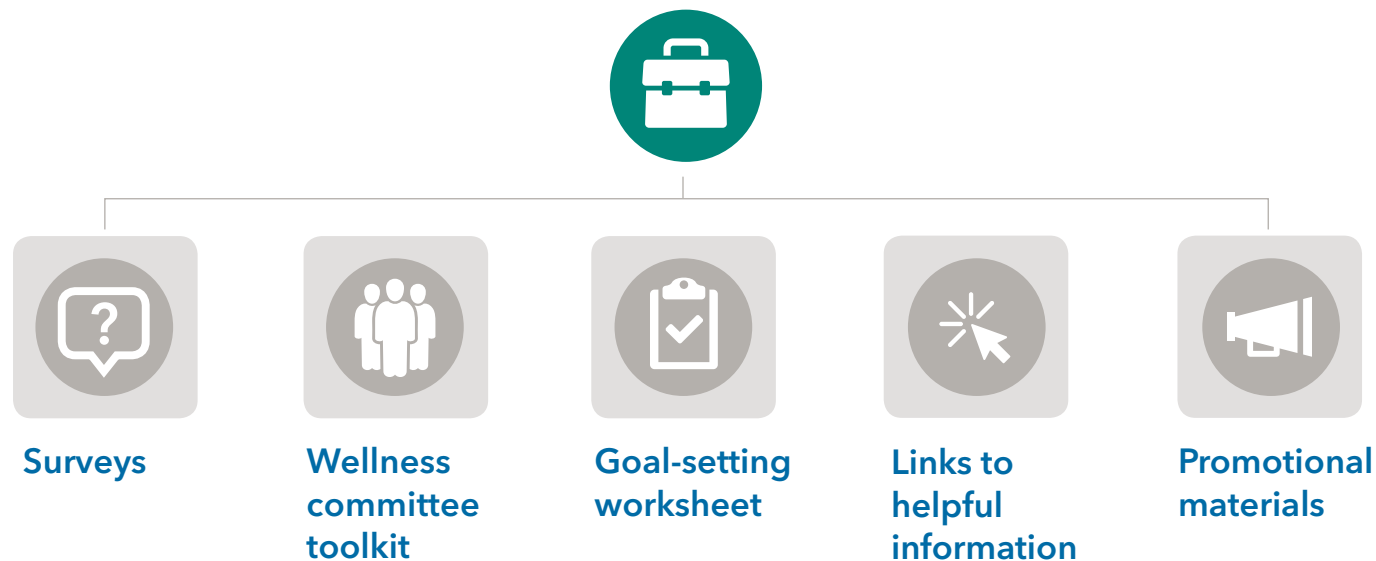 Surveys
Wellness
committee
toolkit
Goal-setting
worksheet
Links to
helpful
information
Promotional
materials
?